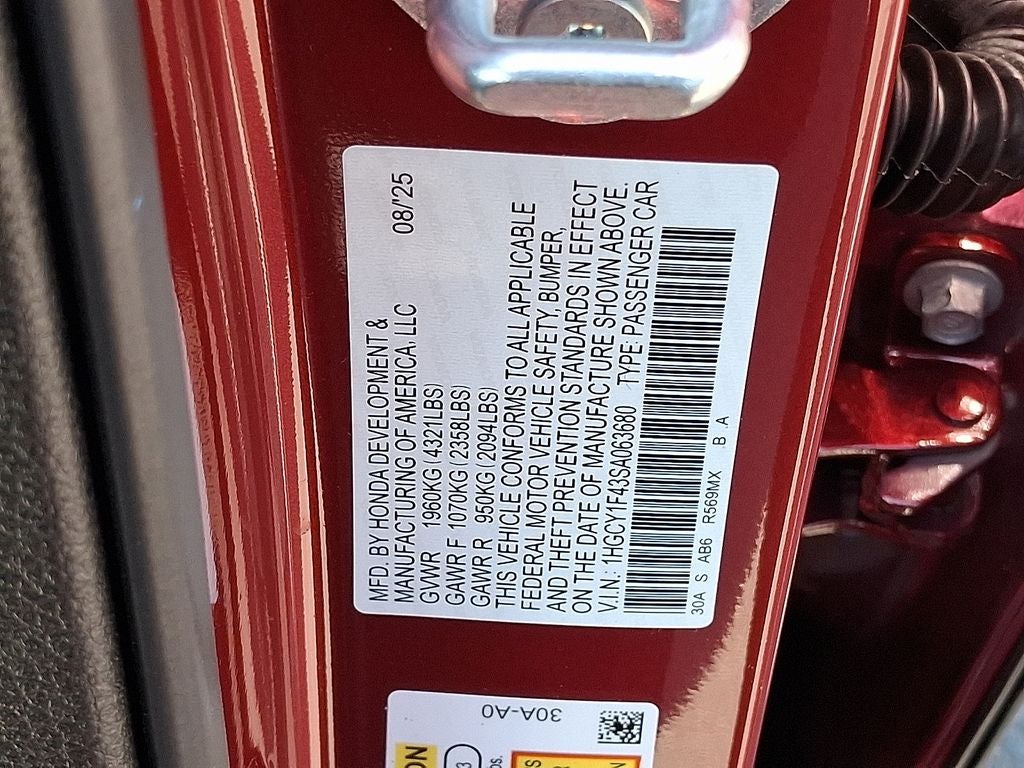 MFD. BY HONDA DEVELOPMENT &
MANUFACTURING OF AMERICA, LLC 08/'25
GVWR 1960KG(4321LBS)
GAWR F 1070KG(2358LBS)
GAWR R 950KG(2094LBS)
THIS VEHICLE CONFORMS TO ALL APPLICABLE
FEDERAL MOTOR VEHICLE SAFETY, BUMPER,
AND THEFT PREVENTION STANDARDS IN EFFECT
ON THE DATE OF MANUFACTURE SHOWN ABOVE.
V.I.N.: 1HGCY1F43SA063680 TYPE: PASSENGER CAR
30A S AB6 R569MX B A
30A-A0